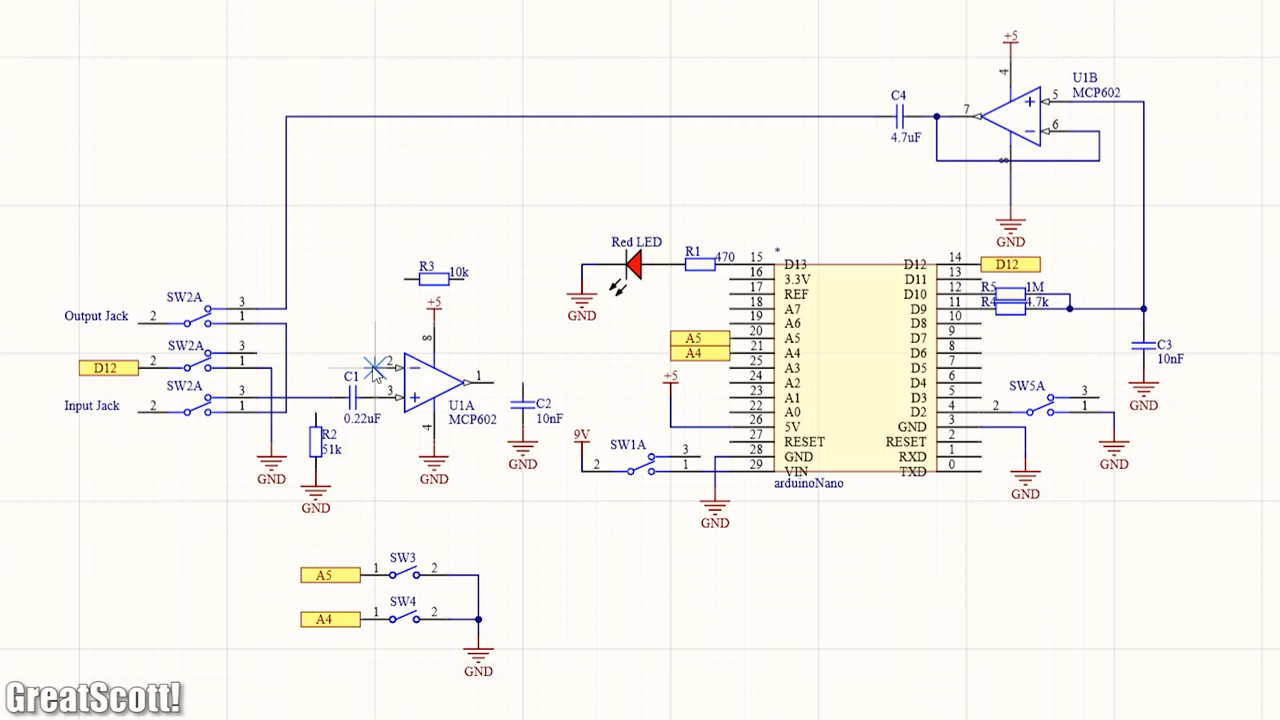 +5
U1B
MCP602
4
5
6
7
8
C4
4.7uF
GND
Red LED
R1
470
GND
*
15 D13
16 3.3V
17 REF
18 A7
19 A6
20 A5
21 A4
25 A3
24 A2
23 A1
22 A0
26 5V
27 RESET
28 GND
29 VIN
D12 14
D11 13
D10 12
D9 11
D8 10
D7 9
D6 8
D5 7
D4 6
D3 5
D2 4
GND 3
RESET 2
RXD 1
TXD 0
arduinoNano
D12
R5
1M
R4
4.7k
C3
10nF
GND
A5
A4
+5
9V
SW1A
2
3
1
GND
SW5A
2
3
1
GND
GND
R3
10k
+5
8
SW2A
Output Jack
2
3
1
SW2A
D12
2
3
1
SW2A
Input Jack
2
3
1
GND
C1
0.22uF
R2
51k
GND
2
3
1
U1A
MCP602
4
GND
C2
10nF
GND
SW3
A5
1
2
SW4
A4
1
2
GND
GreatScott!